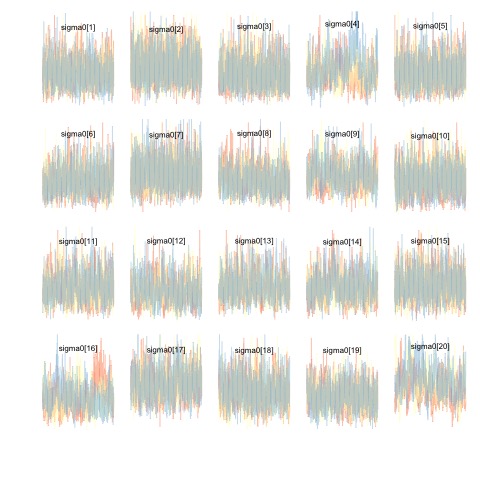 sigma0[1] sigma0[2] sigma0[3] sigma0[4] sigma0[5]
sigma0[6] sigma0[7] sigma0[8] sigma0[9] sigma0[10]
sigma0[11] sigma0[12] sigma0[13] sigma0[14] sigma0[15]
sigma0[16] sigma0[17] sigma0[18] sigma0[19] sigma0[20]